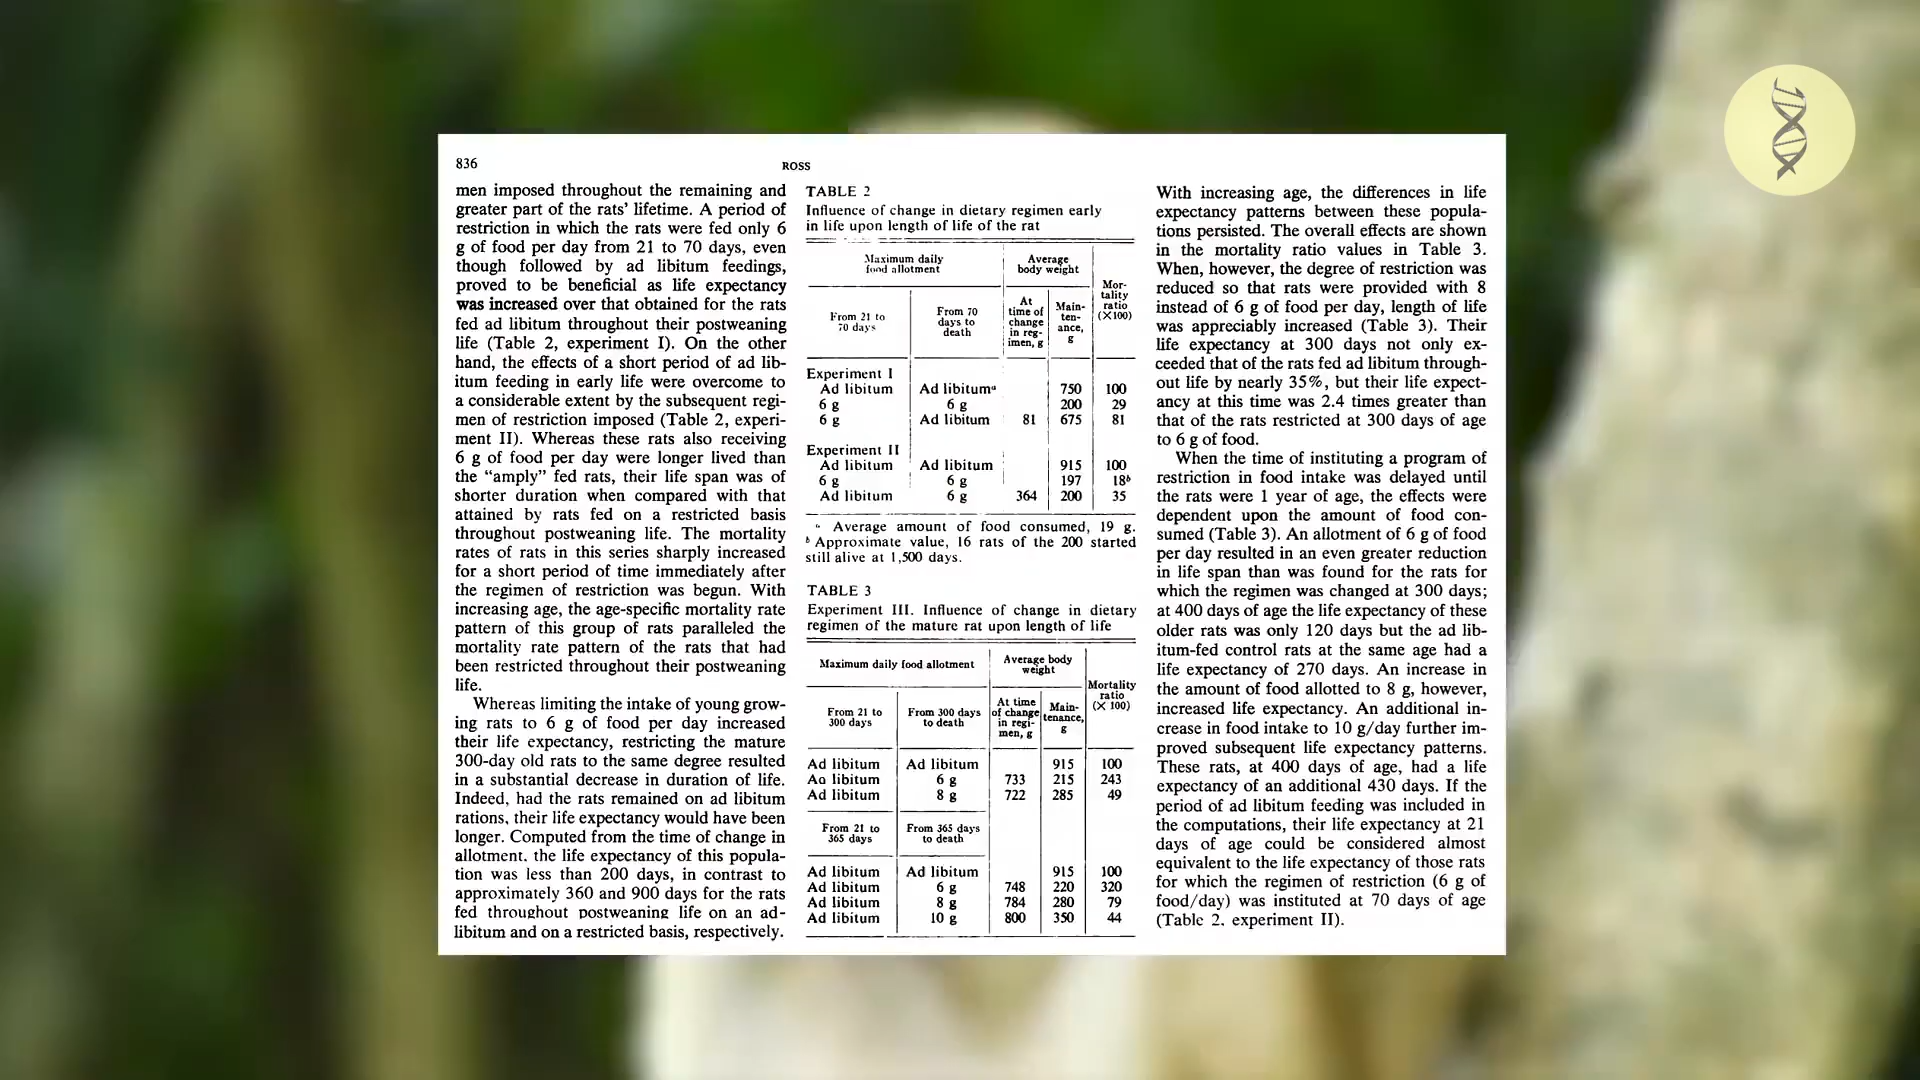 836
ROSS
men imposed throughout the remaining and
greater part of the rats' lifetime. A period of
restriction in which the rats were fed only 6
g of food per day from 21 to 70 days, even
though followed by ad libitum feedings,
proved to be beneficial as life expectancy
was increased over that obtained for the rats
fed ad libitum throughout their postweaning
life (Table 2, experiment I). On the other
hand, the effects of a short period of ad lib-
itum feeding in early life were overcome to
a considerable extent by the subsequent regi-
men of restriction imposed (Table 2, experi-
ment II). Whereas these rats also receiving
6 g of food per day were longer lived than
the "amply" fed rats, their life span was of
shorter duration when compared with that
attained by rats fed on a restricted basis
throughout postweaning life. The mortality
rates of rats in this series sharply increased
for a short period of time immediately after
the regimen of restriction was begun. With
increasing age, the age-specific mortality rate
pattern of this group of rats paralleled the
mortality rate pattern of the rats that had
been restricted throughout their postweaning
life.
Whereas limiting the intake of young grow-
ing rats to 6 g of food per day increased
their life expectancy, restricting the mature
300-day old rats to the same degree resulted
in a substantial decrease in duration of life.
Indeed, had the rats remained on ad libitum
rations, their life expectancy would have been
longer. Computed from the time of change in
allotment, the life expectancy of this popula-
tion was less than 200 days, in contrast to
approximately 360 and 900 days for the rats
fed throughout postweaning life on an ad-
libitum and on a restricted basis, respectively.
TABLE 2
Influence of change in dietary regimen early
in life upon length of life of the rat
Maximum daily
food allotment
Average
body weight
Mor-
tality
ratio
(X100)
From 21 to
70 days
From 70
days to
death
At
time of
change
in reg-
imen, g
Main-
ten-
ance,
g
Experiment I
Ad libitum Ad libitumª 750 100
6 g 6 g 200 29
6 g Ad libitum 81 675 81
Experiment II
Ad libitum Ad libitum 915 100
6 g 6 g 197 18ᵇ
Ad libitum 6 g 364 200 35
ª Average amount of food consumed, 19 g.
ᵇ Approximate value, 16 rats of the 200 started
still alive at 1,500 days.
TABLE 3
Experiment III. Influence of change in dietary
regimen of the mature rat upon length of life
Maximum daily food allotment
Average body
weight
Mortality
ratio
(X 100)
From 21 to
300 days
From 300 days
to death
At time
of change
in regi-
men, g
Main-
tenance,
g
Ad libitum Ad libitum 915 100
Ad libitum 6 g 733 215 243
Ad libitum 8 g 722 285 49
From 21 to
365 days
From 365 days
to death
Ad libitum Ad libitum 915 100
Ad libitum 6 g 748 220 320
Ad libitum 8 g 784 280 79
Ad libitum 10 g 800 350 44
With increasing age, the differences in life
expectancy patterns between these popula-
tions persisted. The overall effects are shown
in the mortality ratio values in Table 3.
When, however, the degree of restriction was
reduced so that rats were provided with 8
instead of 6 g of food per day, length of life
was appreciably increased (Table 3). Their
life expectancy at 300 days not only ex-
ceeded that of the rats fed ad libitum through-
out life by nearly 35%, but their life expect-
ancy at this time was 2.4 times greater than
that of the rats restricted at 300 days of age
to 6 g of food.
When the time of instituting a program of
restriction in food intake was delayed until
the rats were 1 year of age, the effects were
dependent upon the amount of food con-
sumed (Table 3). An allotment of 6 g of food
per day resulted in an even greater reduction
in life span than was found for the rats for
which the regimen was changed at 300 days;
at 400 days of age the life expectancy of these
older rats was only 120 days but the ad lib-
itum-fed control rats at the same age had a
life expectancy of 270 days. An increase in
the amount of food allotted to 8 g, however,
increased life expectancy. An additional in-
crease in food intake to 10 g/day further im-
proved subsequent life expectancy patterns.
These rats, at 400 days of age, had a life
expectancy of an additional 430 days. If the
period of ad libitum feeding was included in
the computations, their life expectancy at 21
days of age could be considered almost
equivalent to the life expectancy of those rats
for which the regimen of restriction (6 g of
food/day) was instituted at 70 days of age
(Table 2, experiment II).